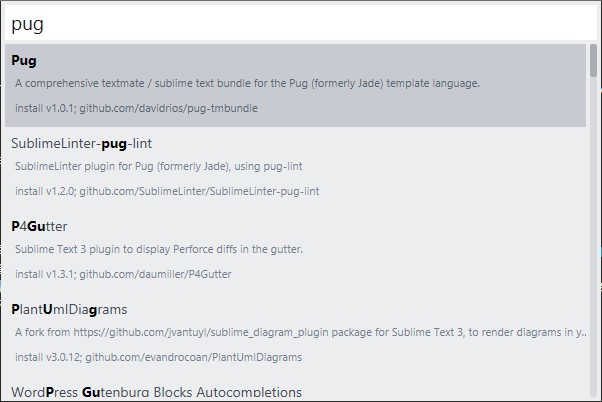 pug
Pug
A comprehensive textmate / sublime text bundle for the Pug (formerly Jade) template language.
install v1.0.1; github.com/davidrios/pug-tmbundle
SublimeLinter-pug-lint
SublimeLinter plugin for Pug (formerly Jade), using pug-lint
install v1.2.0; github.com/SublimeLinter/SublimeLinter-pug-lint
P4Gutter
Sublime Text 3 plugin to display Perforce diffs in the gutter.
install v1.3.1; github.com/daumiller/P4Gutter
PlantUmlDiagrams
A fork from https://github.com/jvantuyl/sublime_diagram_plugin package for Sublime Text 3, to render diagrams in y..
install v3.0.12; github.com/evandrocoan/PlantUmlDiagrams
WordPress Gutenburg Blocks Autocompletions